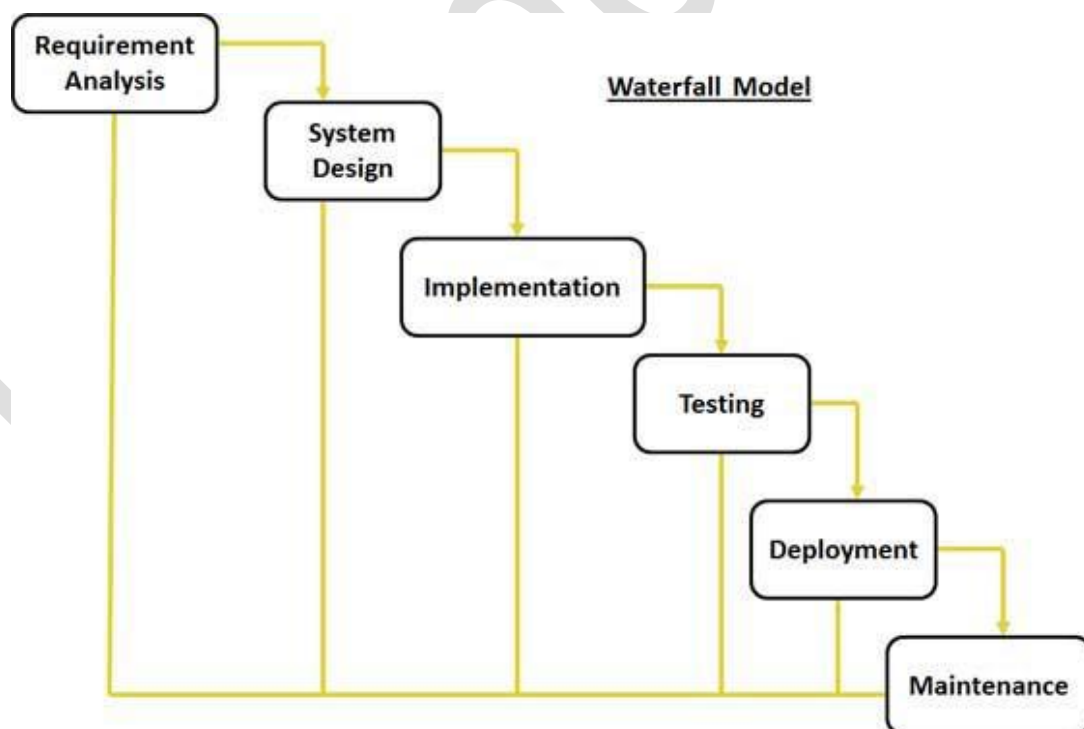 Requirement
Analysis
Waterfall Model
System
Design
Implementation
Testing
Deployment
Maintenance